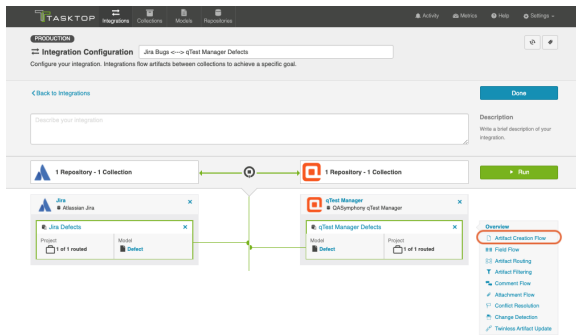 TASKTOP
Integrations
Collections
Models
Repositories
Activity
Metrics
Help
Settings
PRODUCTION
Integration Configuration
Jira Bugs <---> qTest Manager Defects
Configure your integration. Integrations flow artifacts between collections to achieve a specific goal.
Back to Integrations
Done
Describe your integration
Description
Write a brief description of your
integration.
1 Repository - 1 Collection
1 Repository - 1 Collection
Run
Jira
Atlassian Jira
qTest Manager
QASymphony qTest Manager
Jira Defects
Project
1 of 1 routed
Model
Defect
qTest Manager Defects
Model
Defect
Project
1 of 1 routed
Overview
Artifact Creation Flow
Field Flow
Artifact Routing
Artifact Filtering
Comment Flow
Attachment Flow
Conflict Resolution
Change Detection
Twinless Artifact Update